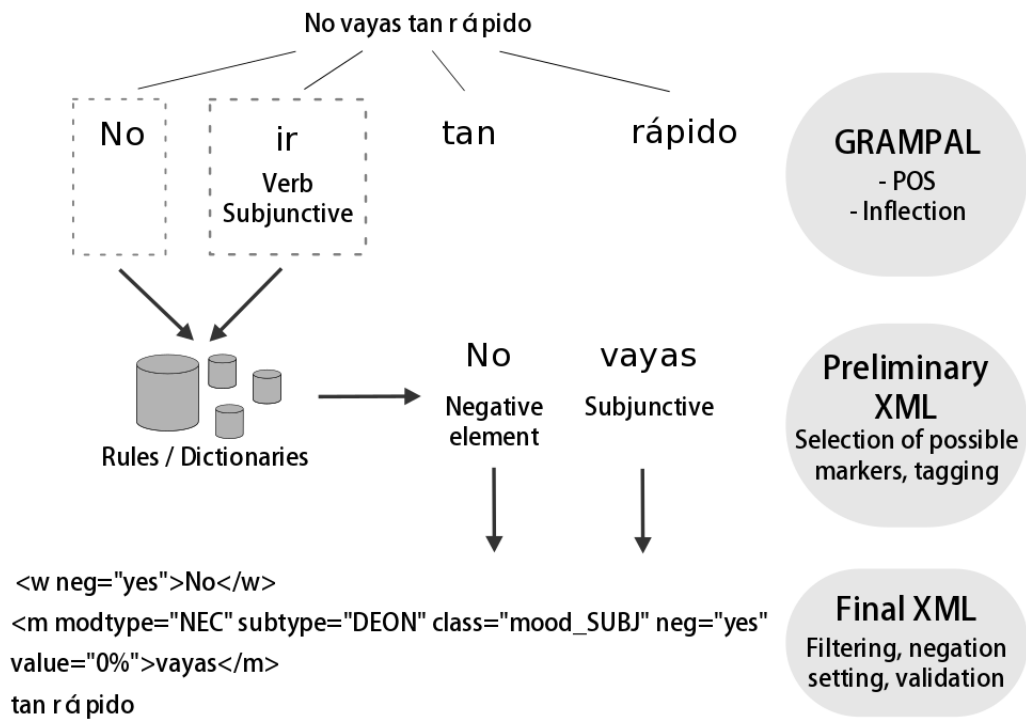 No vayas tan rápido
No
ir
tan
rápido
Verb
Subjunctive
GRAMPAL
- POS
- Inflection
Rules / Dictionaries
No
vayas
Negative
element
Subjunctive
Preliminary
XML
Selection of possible
markers, tagging
<w neg="yes">No</w>
<m modtype="NEC" subtype="DEON" class="mood_SUBJ" neg="yes"
value="0%">vayas</m>
tan rápido
Final XML
Filtering, negation
setting, validation